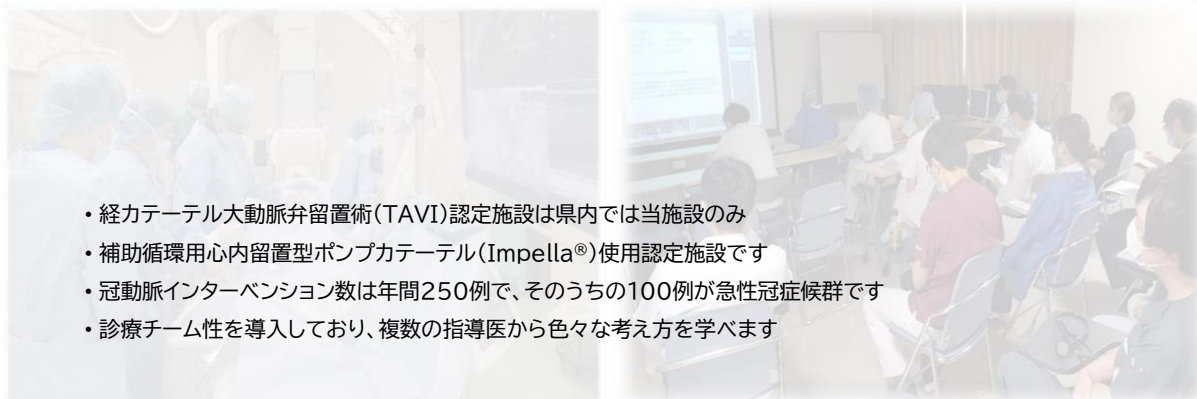 • 経カテーテル大動脈弁留置術(TAVI)認定施設は県内では当施設のみ
• 補助循環用心内留置型ポンプカテーテル(Impella®)使用認定施設です
• 冠動脈インターベンション数は年間250例で、そのうちの100例が急性冠症候群です
• 診療チーム性を導入しており、複数の指導医から色々な考え方を学べます